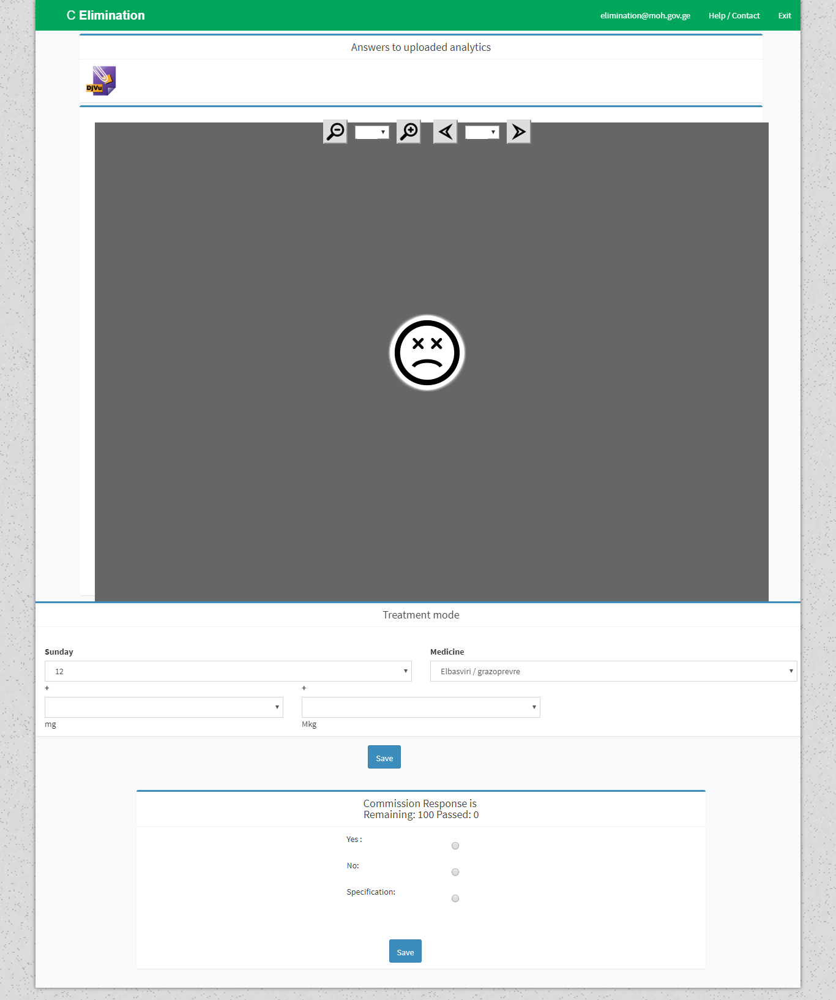 C Elimination
elimination@moh.gov.ge Help / Contact Exit
Answers to uploaded analytics
DjVu
Treatment mode
Sunday Medicine
12 Elbasviri / grazoprevre
+ +
mg Mkg
Save
Commission Response is
Remaining: 100 Passed: 0
Yes :
No:
Specification:
Save